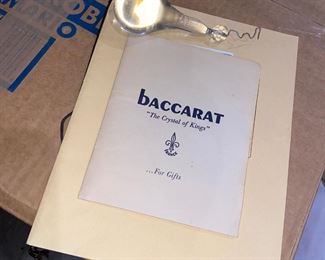 baccarat
"The Crystal of Kings"
...For Gifts